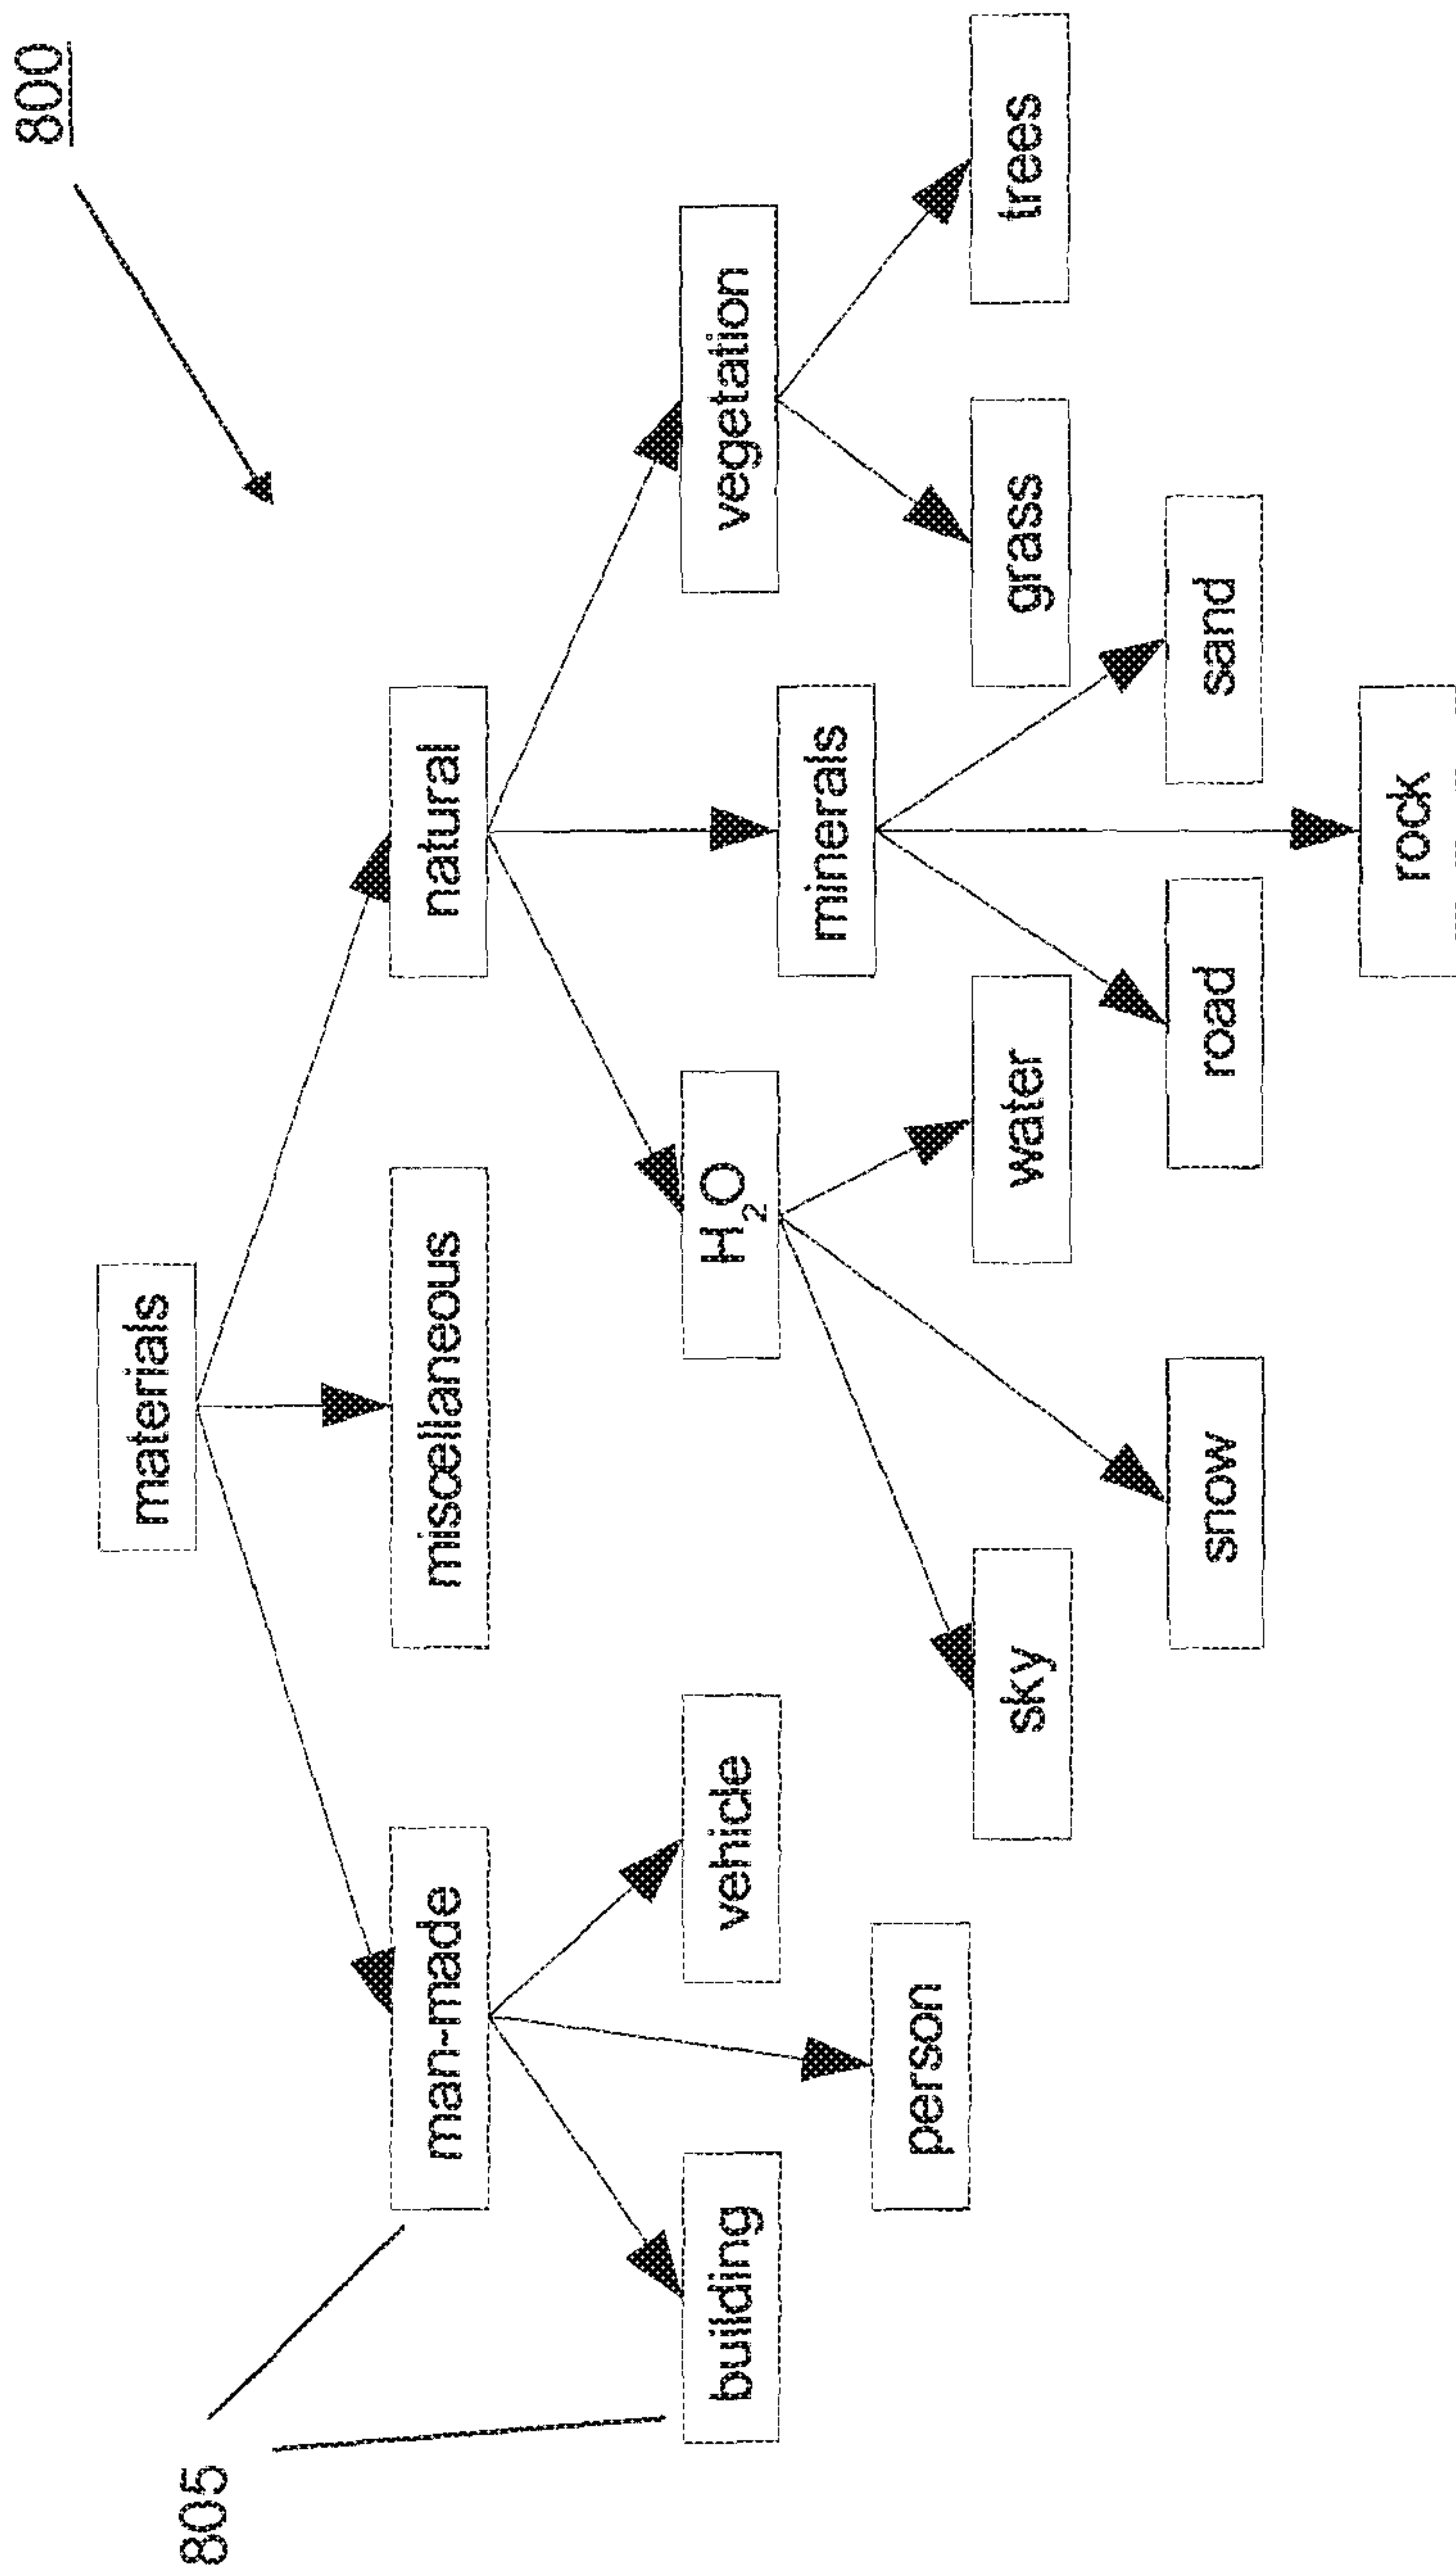 800
materials
805
man-made
miscellaneous
natural
building
vehicle
H₂O
vegetation
person
minerals
sky
water
grass
trees
snow
road
sand
rock